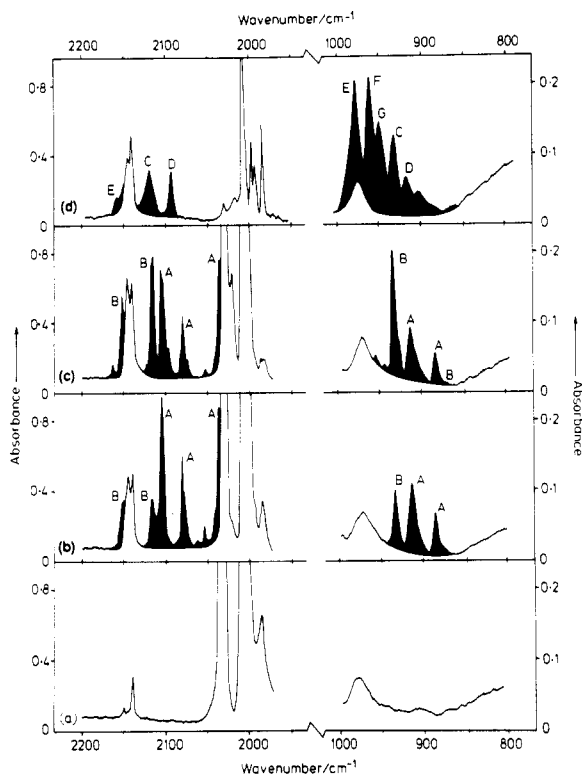 Wavenumber/cm⁻¹
2200 2100 2000 1000 900 800
0·8 0·2
E F G C D
0·4 0·1
E C D
(d) 0 0
0·8 0·2
B A A B
0·4 A 0·1
B A A B
(c) 0 0
0·8 0·2
A A
A B A A
0·4 0·1
B B
(b) 0 0
0·8 0·2
0·4 0·1
(a)
0 0
2200 2100 2000 1000 900 800
Wavenumber/cm⁻¹
Absorbance
Absorbance